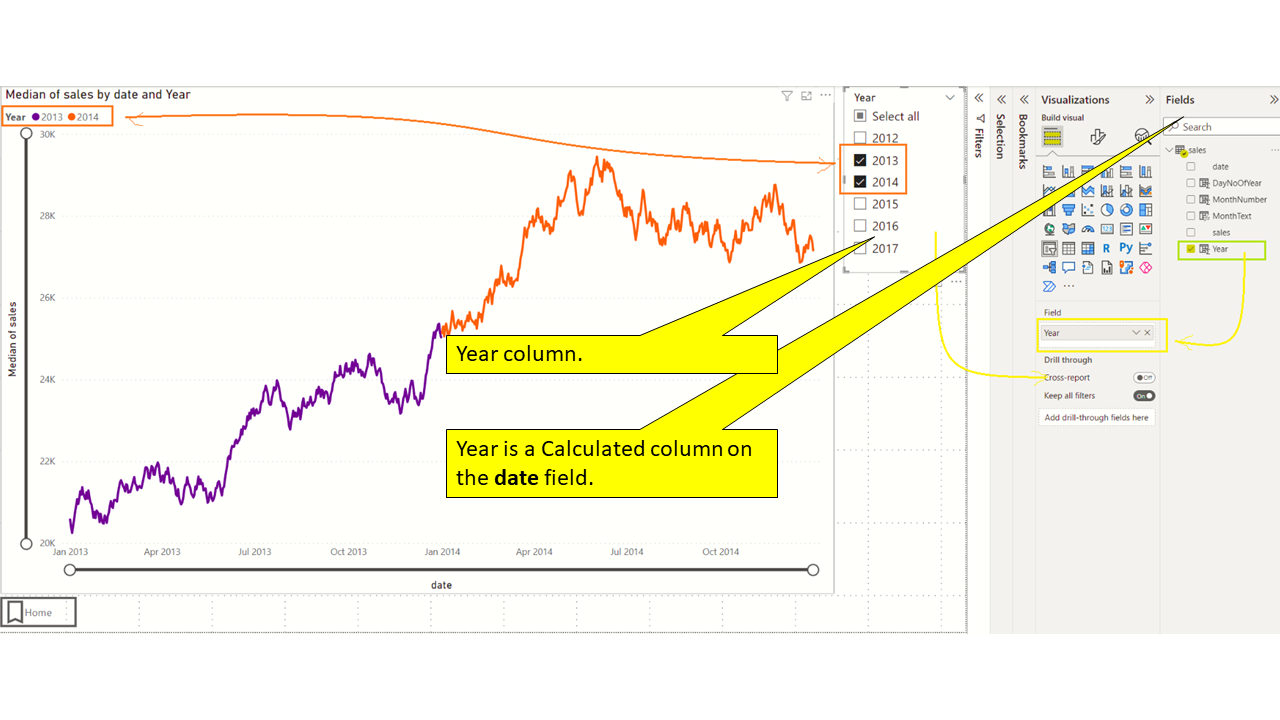 Median of sales by date and Year
Year 2013 2014
30K
28K
26K
24K
22K
20K
Median of sales
Jan 2013 Apr 2013 Jul 2013 Oct 2013 Jan 2014 Apr 2014 Jul 2014 Oct 2014
date
Home
Year
Select all
2012
2013
2014
2015
2016
2017
Year column.
Year is a Calculated column on
the date field.
Filters
Selection
Bookmarks
Visualizations
Build visual
R Py
Field
Year
Drill through
Cross-report Off
Keep all filters On
Add drill-through fields here
Fields
Search
sales
date
DayNoOfYear
MonthNumber
MonthText
sales
Year